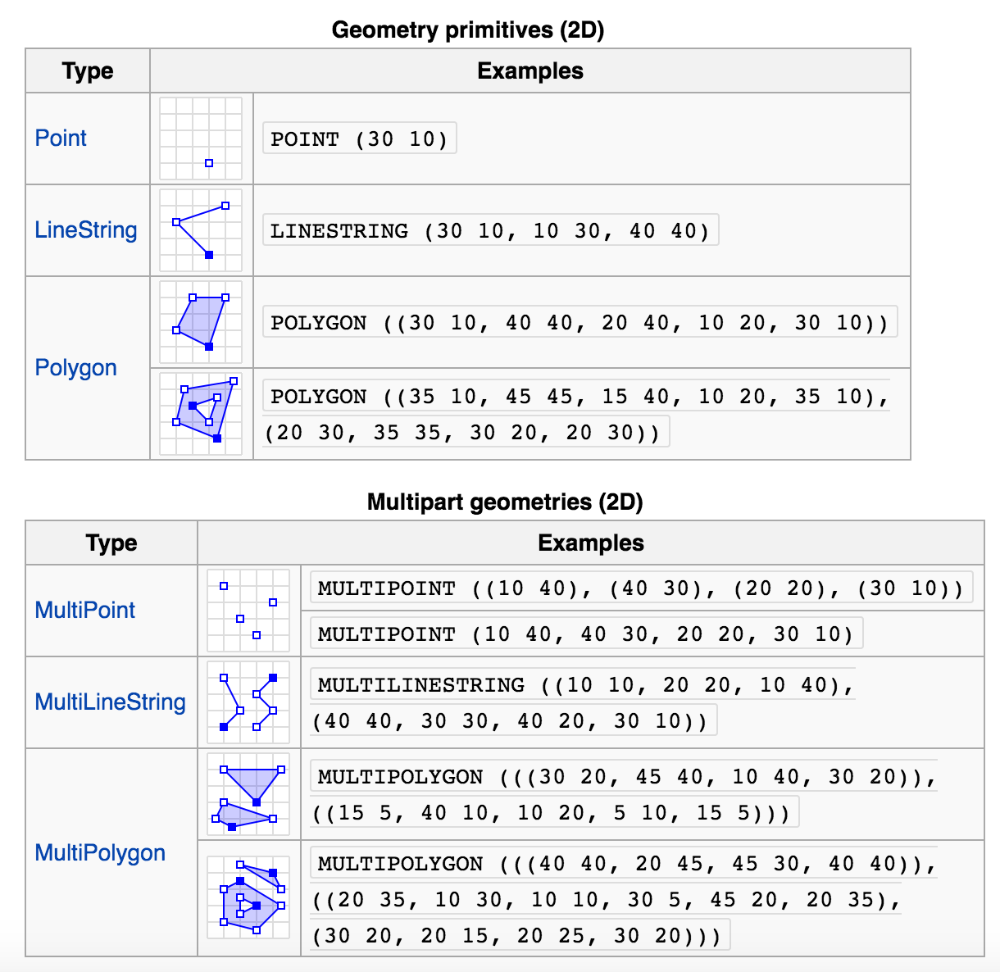 Geometry primitives (2D)
Type Examples
Point POINT (30 10)
LineString LINESTRING (30 10, 10 30, 40 40)
Polygon POLYGON ((30 10, 40 40, 20 40, 10 20, 30 10))
POLYGON ((35 10, 45 45, 15 40, 10 20, 35 10),
(20 30, 35 35, 30 20, 20 30))
Multipart geometries (2D)
Type Examples
MultiPoint MULTIPOINT ((10 40), (40 30), (20 20), (30 10))
MULTIPOINT (10 40, 40 30, 20 20, 30 10)
MultiLineString MULTILINESTRING ((10 10, 20 20, 10 40),
(40 40, 30 30, 40 20, 30 10))
MultiPolygon MULTIPOLYGON (((30 20, 45 40, 10 40, 30 20)),
((15 5, 40 10, 10 20, 5 10, 15 5)))
MULTIPOLYGON (((40 40, 20 45, 45 30, 40 40)),
((20 35, 10 30, 10 10, 30 5, 45 20, 20 35),
(30 20, 20 15, 20 25, 30 20)))